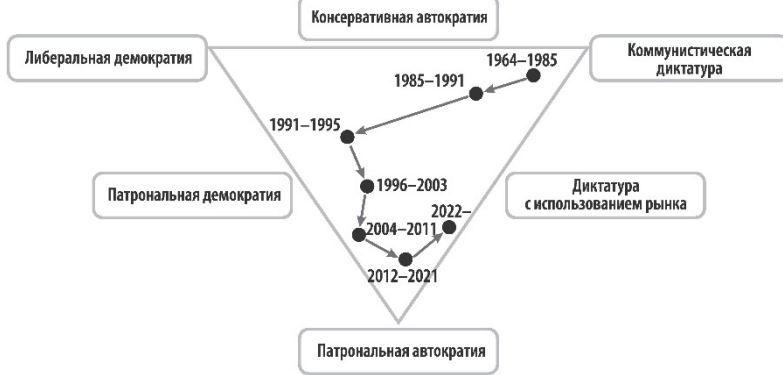 Консервативная автократия
Либеральная демократия
Коммунистическая
диктатура
1964–1985
1985–1991
1991–1995
Патрональная демократия
1996–2003
Диктатура
с использованием рынка
2022–
2004–2011
2012–2021
Патрональная автократия